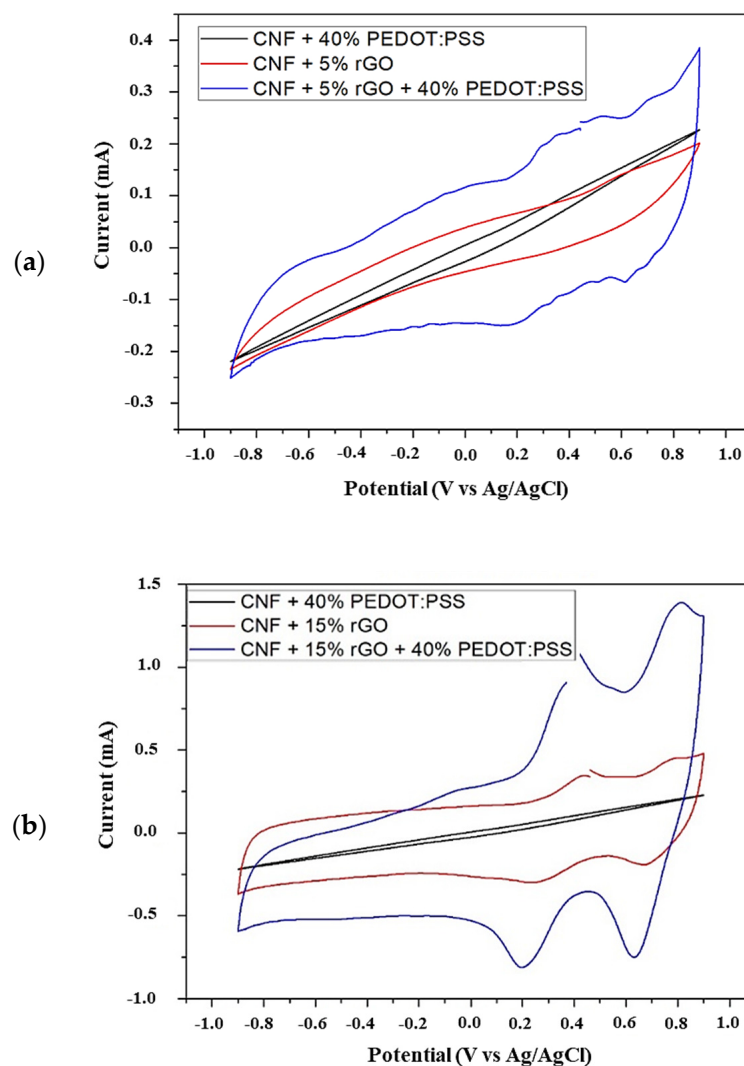 (a)
0.4
0.3
0.2
0.1
0.0
-0.1
-0.2
-0.3
Current (mA)
CNF + 40% PEDOT:PSS
CNF + 5% rGO
CNF + 5% rGO + 40% PEDOT:PSS
-1.0 -0.8 -0.6 -0.4 -0.2 0.0 0.2 0.4 0.6 0.8 1.0
Potential (V vs Ag/AgCl)
(b)
1.5
1.0
0.5
0.0
-0.5
-1.0
Current (mA)
CNF + 40% PEDOT:PSS
CNF + 15% rGO
CNF + 15% rGO + 40% PEDOT:PSS
-1.0 -0.8 -0.6 -0.4 -0.2 0.0 0.2 0.4 0.6 0.8 1.0
Potential (V vs Ag/AgCl)